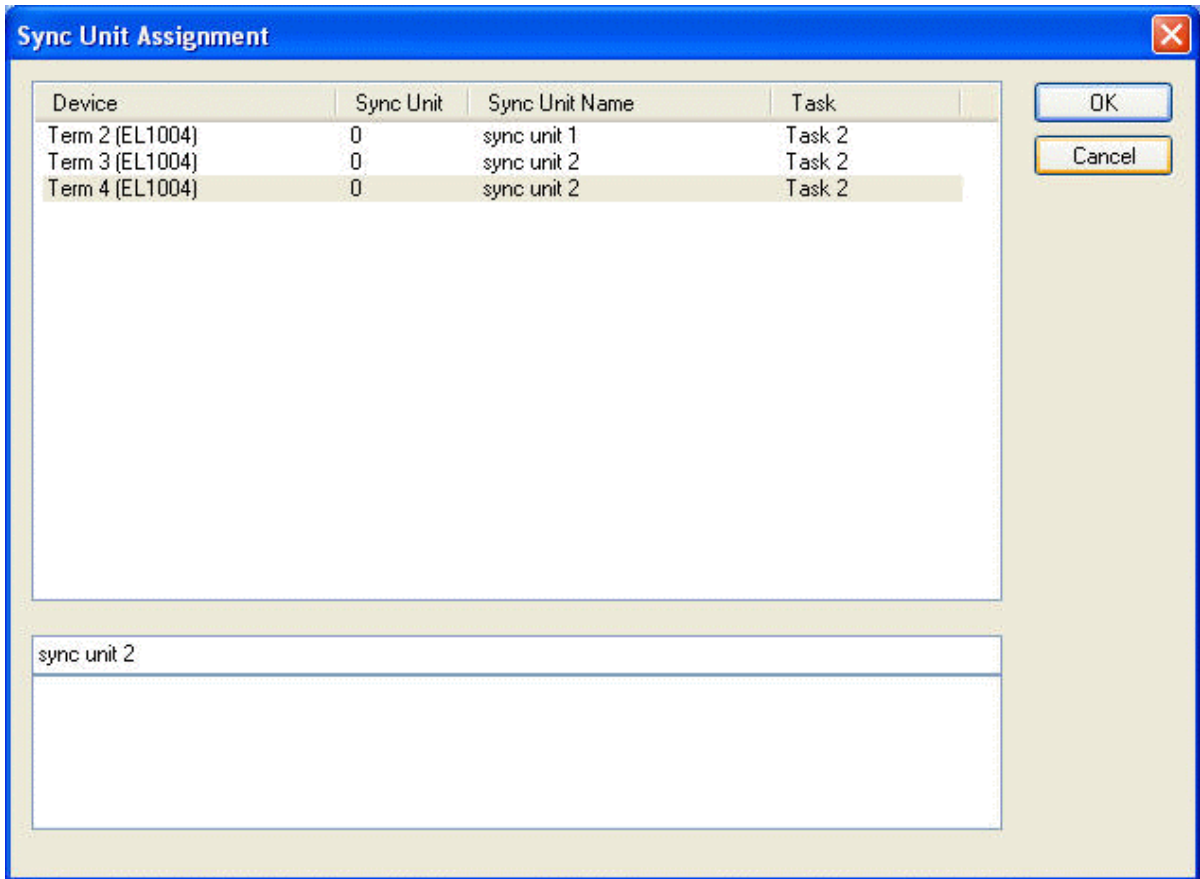 Sync Unit Assignment
Device Sync Unit Sync Unit Name Task
Term 2 (EL1004) 0 sync unit 1 Task 2
Term 3 (EL1004) 0 sync unit 2 Task 2
Term 4 (EL1004) 0 sync unit 2 Task 2
OK
Cancel
sync unit 2